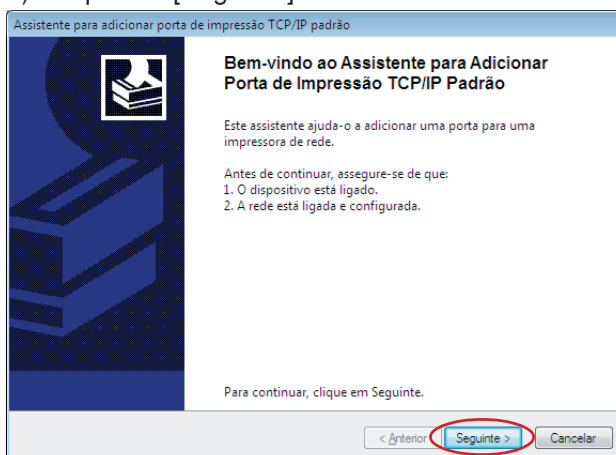 Assistente para adicionar porta de impressão TCP/IP padrão
Bem-vindo ao Assistente para Adicionar
Porta de Impressão TCP/IP Padrão
Este assistente ajuda-o a adicionar uma porta para uma
impressora de rede.
Antes de continuar, assegure-se de que:
1. O dispositivo está ligado.
2. A rede está ligada e configurada.
Para continuar, clique em Seguinte.
< Anterior Seguinte > Cancelar